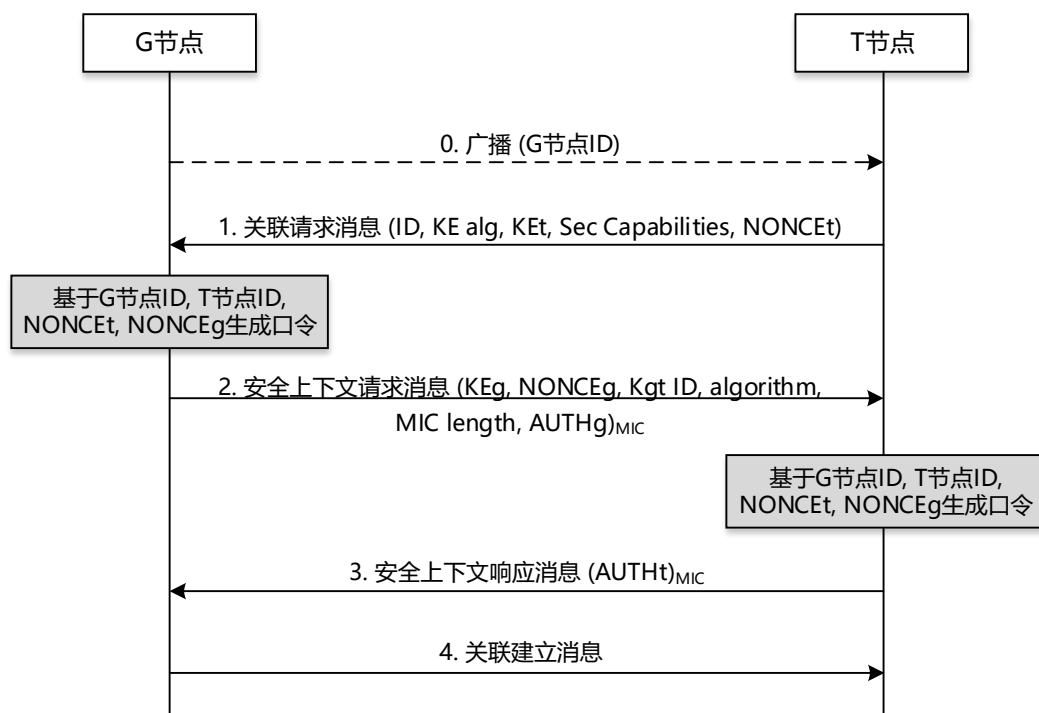 G节点
T节点
0. 广播 (G节点ID)
1. 关联请求消息 (ID, KE alg, KEt, Sec Capabilities, NONCEt)
基于G节点ID, T节点ID,
NONCEt, NONCEg生成口令
2. 安全上下文请求消息 (KEg, NONCEg, Kgt ID, algorithm,
MIC length, AUTHg)MIC
基于G节点ID, T节点ID,
NONCEt, NONCEg生成口令
3. 安全上下文响应消息 (AUTHt)MIC
4. 关联建立消息